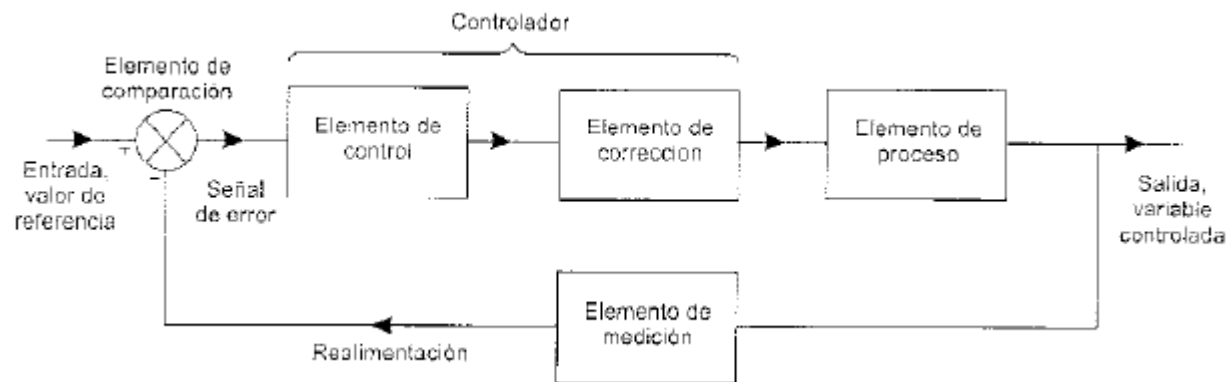 Controlador
Elemento de
comparación
Elemento de
control
Elemento de
correccion
Elemento de
proceso
+
-
Entrada,
valor de
referencia
Señal
de error
Salida,
variable
controlada
Elemento de
medición
Realimentación